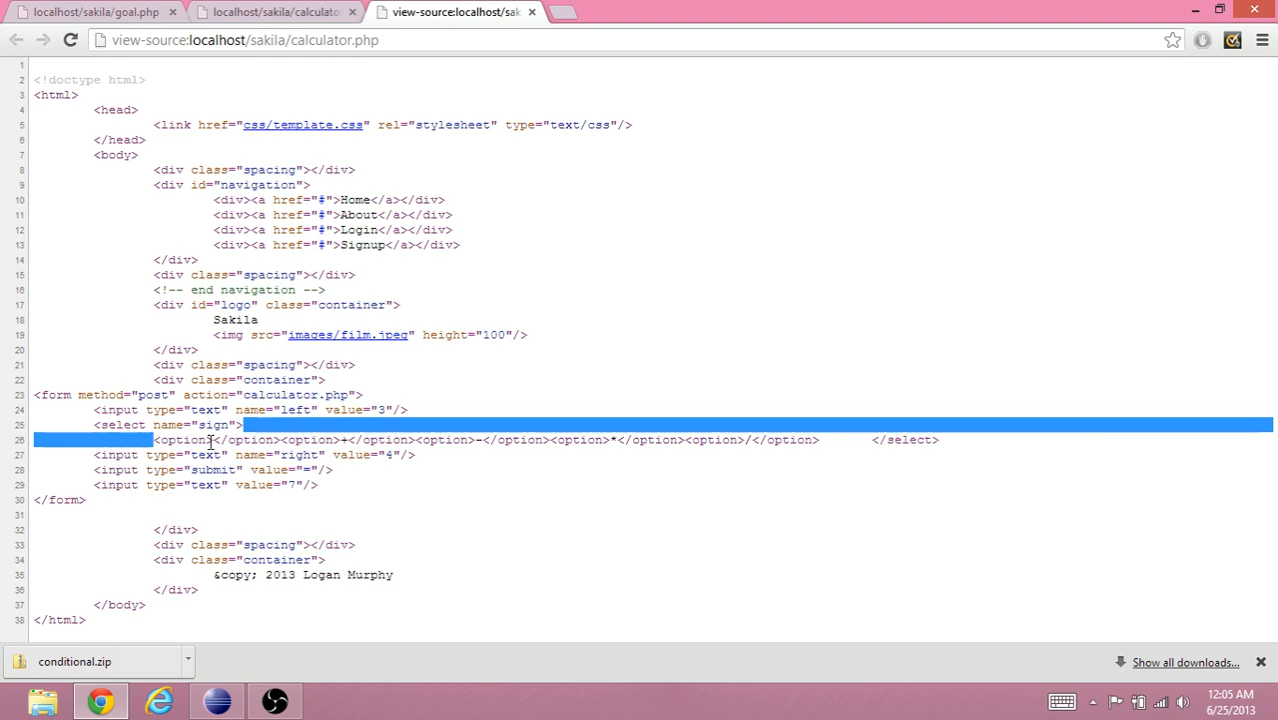 localhost/sakila/goal.php
localhost/sakila/calculato
view-source:localhost/sak
view-source:localhost/sakila/calculator.php
1
2 <!doctype html>
3 <html>
4 <head>
5 <link href="css/template.css" rel="stylesheet" type="text/css"/>
6 </head>
7 <body>
8 <div class="spacing"></div>
9 <div id="navigation">
10 <div><a href="#">Home</a></div>
11 <div><a href="#">About</a></div>
12 <div><a href="#">Login</a></div>
13 <div><a href="#">Signup</a></div>
14 </div>
15 <div class="spacing"></div>
16 <!-- end navigation -->
17 <div id="logo" class="container">
18 Sakila
19 <img src="images/film.jpeg" height="100"/>
20 </div>
21 <div class="spacing"></div>
22 <div class="container">
23 <form method="post" action="calculator.php">
24 <input type="text" name="left" value="3"/>
25 <select name="sign">
26 <option></option><option>+</option><option>-</option><option>*</option><option>/</option> </select>
27 <input type="text" name="right" value="4"/>
28 <input type="submit" value="="/>
29 <input type="text" value="7"/>
30 </form>
31
32 </div>
33 <div class="spacing"></div>
34 <div class="container">
35 &copy; 2013 Logan Murphy
36 </div>
37 </body>
38 </html>
conditional.zip
Show all downloads...
12:05 AM
6/25/2013